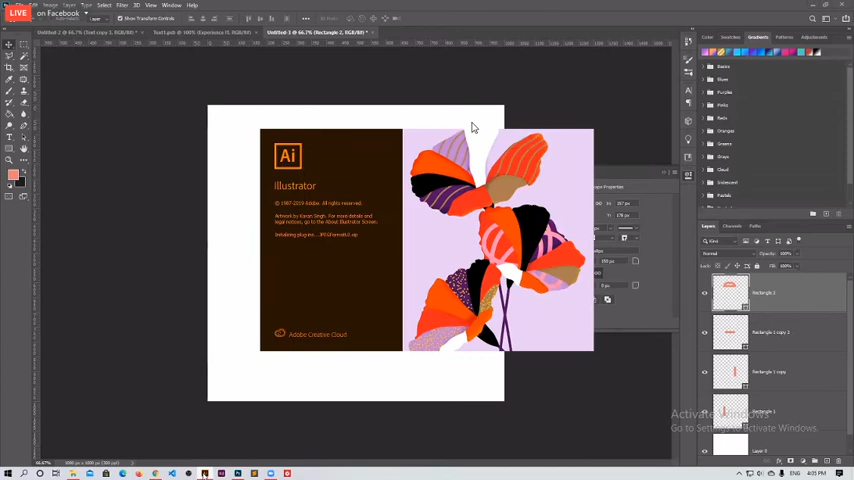 LIVE on Facebook
Edit Image Layer Type Select Filter 3D View Window Help
Layer Show Transform Controls
Untitled-2 @ 66.7% (Text copy 3, RGB/8#) *
Text1.psb @ 100% (Experience f0, RGB/8)
Untitled-3 @ 66.7% (Rectangle 2, RGB/8#) *
Color Swatches Gradients Patterns Adjustments
Basics
Blues
Purples
Pinks
Reds
Oranges
Greens
Grays
Cloud
Iridescent
Pastels
Ai
Illustrator
© 1987-2019 Adobe. All rights reserved.
Artwork by Karan Singh. For more details and
legal notices, go to the About Illustrator Screen.
Adobe Creative Cloud
Properties
Layers Channels Paths
Kind
Normal Opacity: 100%
Lock: Fill: 100%
Rectangle 2
Rectangle 1 copy 2
Rectangle 1 copy
Rectangle 1
Layer 0
Activate Windows
Go to Settings to Activate Windows.
66.67%
ENG 4:05 PM